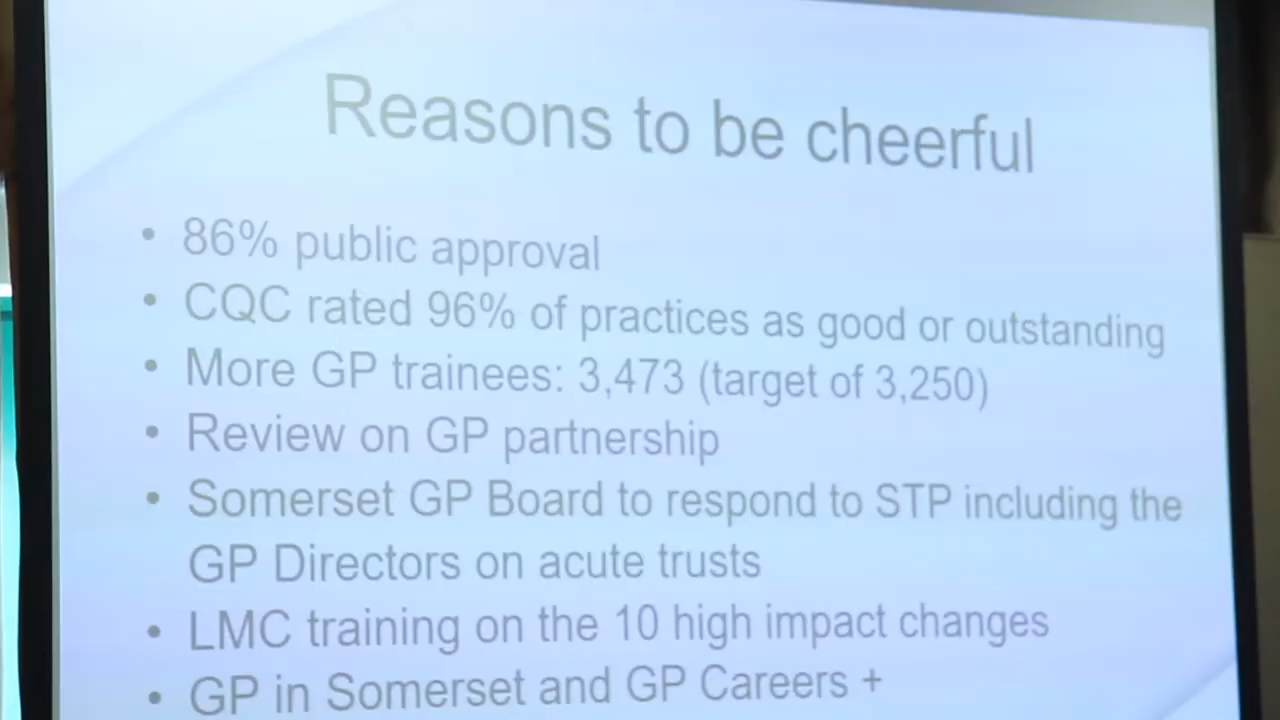 Reasons to be cheerful
• 86% public approval
• CQC rated 96% of practices as good or outstanding
• More GP trainees: 3,473 (target of 3,250)
• Review on GP partnership
• Somerset GP Board to respond to STP including the
GP Directors on acute trusts
• LMC training on the 10 high impact changes
• GP in Somerset and GP Careers +